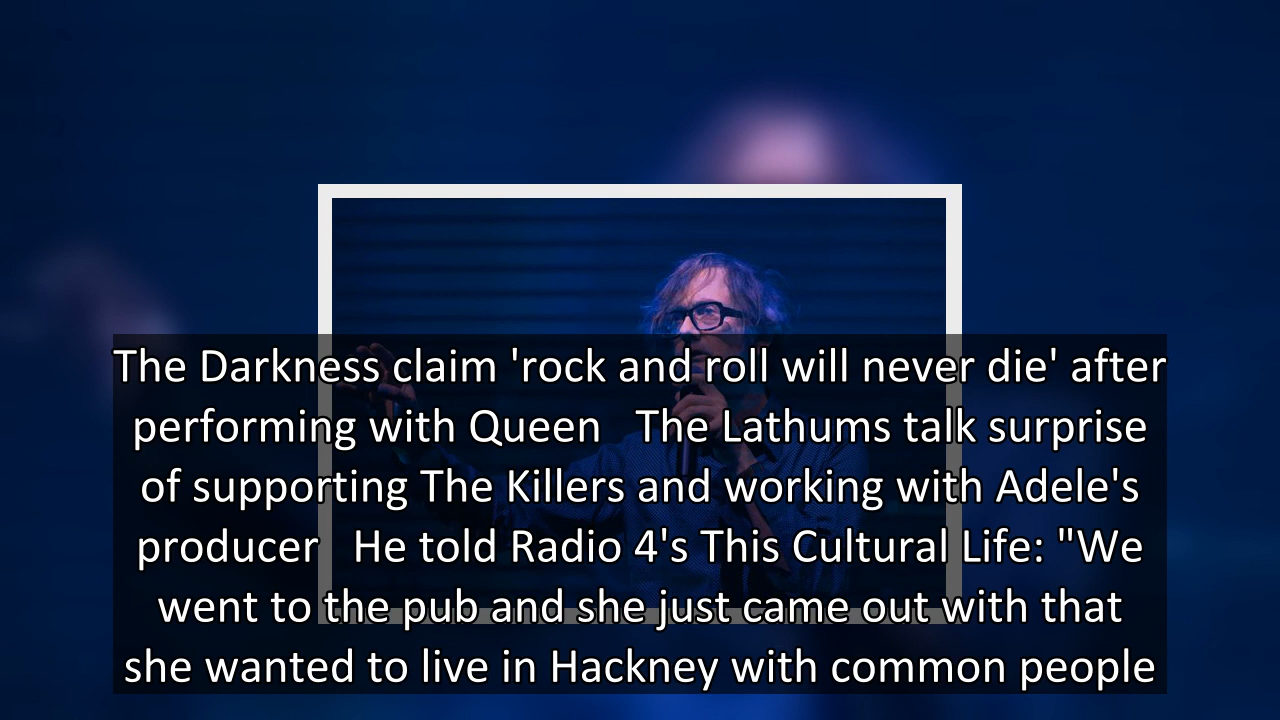 The Darkness claim 'rock and roll will never die' after
performing with Queen   The Lathums talk surprise
of supporting The Killers and working with Adele's
producer   He told Radio 4's This Cultural Life: "We
went to the pub and she just came out with that
she wanted to live in Hackney with common people